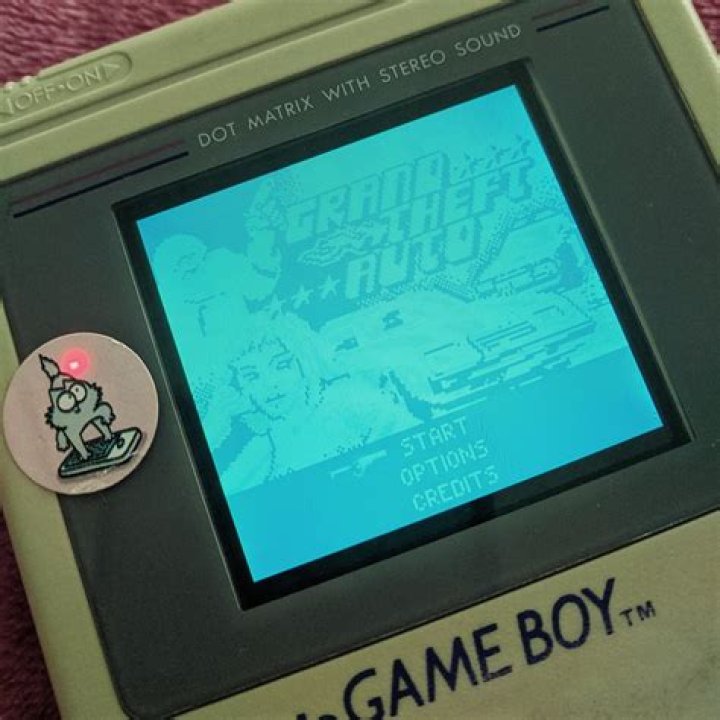 OFF•ON
DOT MATRIX WITH STEREO SOUND
GRAND
THEFT
AUTO
START
OPTIONS
CREDITS
GAME BOY™